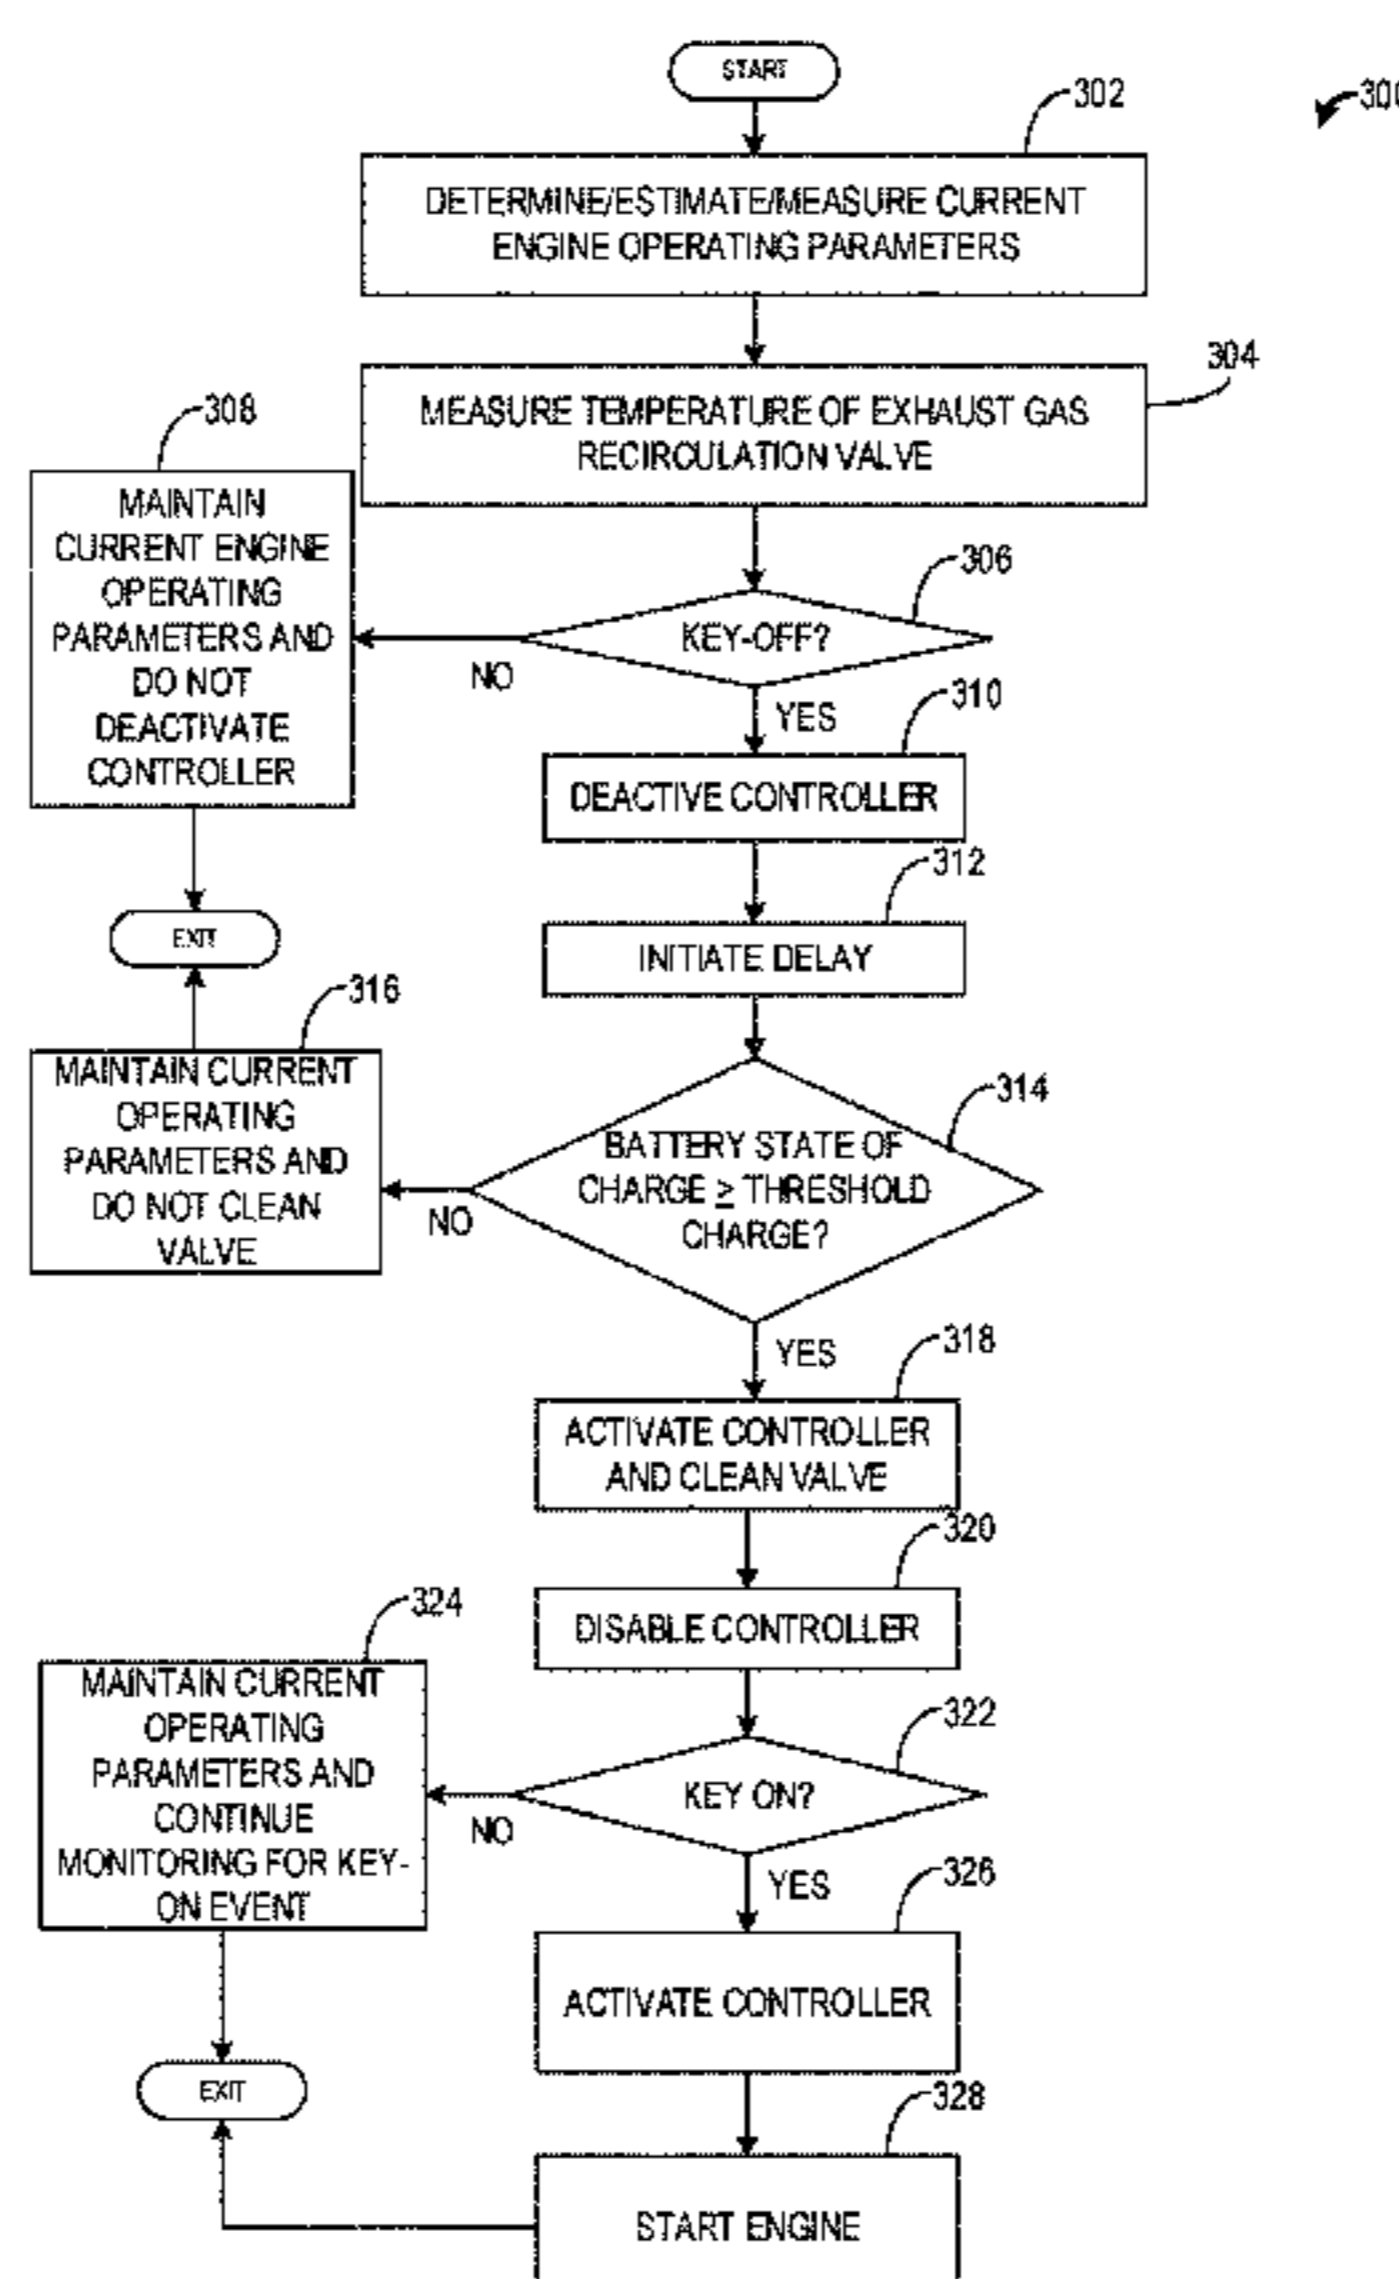 START
302
300
DETERMINE/ESTIMATE/MEASURE CURRENT
ENGINE OPERATING PARAMETERS
304
MEASURE TEMPERATURE OF EXHAUST GAS
RECIRCULATION VALVE
308
MAINTAIN
CURRENT ENGINE
OPERATING
PARAMETERS AND
DO NOT
DEACTIVATE
CONTROLLER
306
KEY-OFF?
NO
YES
310
DEACTIVE CONTROLLER
312
INITIATE DELAY
EXIT
316
MAINTAIN CURRENT
OPERATING
PARAMETERS AND
DO NOT CLEAN
VALVE
314
BATTERY STATE OF
CHARGE ≥ THRESHOLD
CHARGE?
NO
YES
318
ACTIVATE CONTROLLER
AND CLEAN VALVE
320
DISABLE CONTROLLER
324
MAINTAIN CURRENT
OPERATING
PARAMETERS AND
CONTINUE
MONITORING FOR KEY-
ON EVENT
322
KEY ON?
NO
YES
326
ACTIVATE CONTROLLER
EXIT
328
START ENGINE